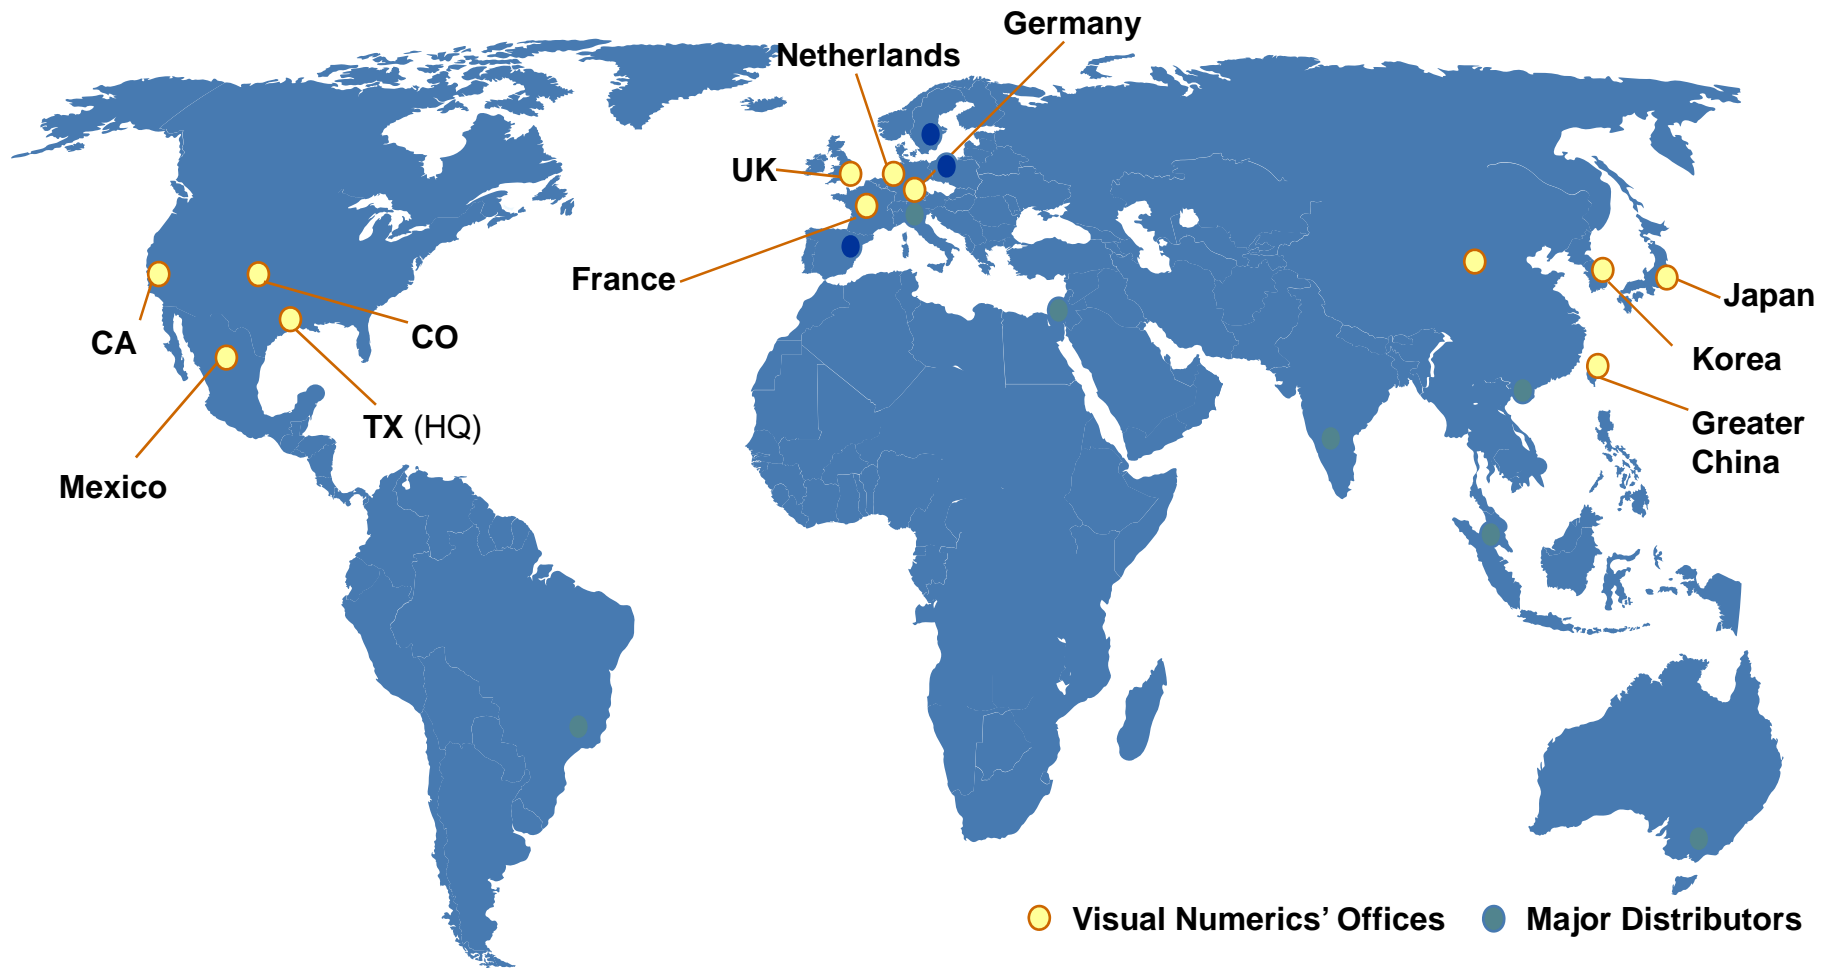 Germany
Netherlands
UK
France
Japan
CA
CO
Korea
TX (HQ)
Greater
China
Mexico
Visual Numerics’ Offices
Major Distributors